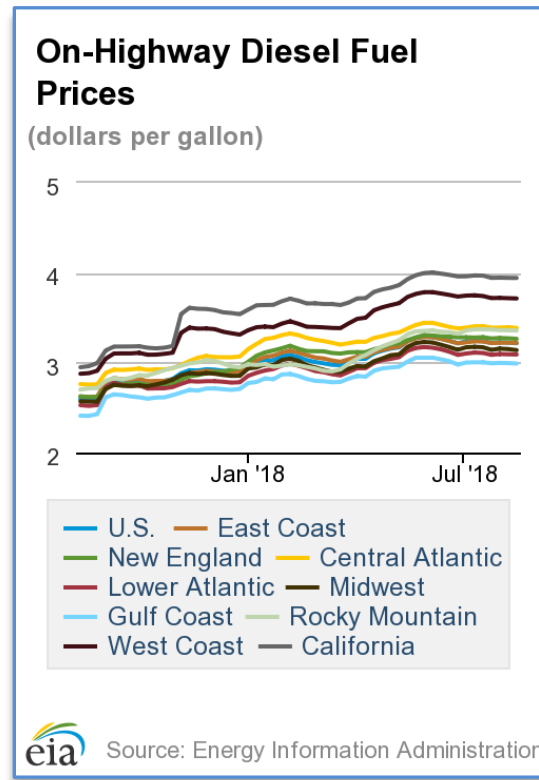 On-Highway Diesel Fuel
Prices
(dollars per gallon)
5
4
3
2
Jan '18 Jul '18
U.S. East Coast
New England Central Atlantic
Lower Atlantic Midwest
Gulf Coast Rocky Mountain
West Coast California
eia Source: Energy Information Administration